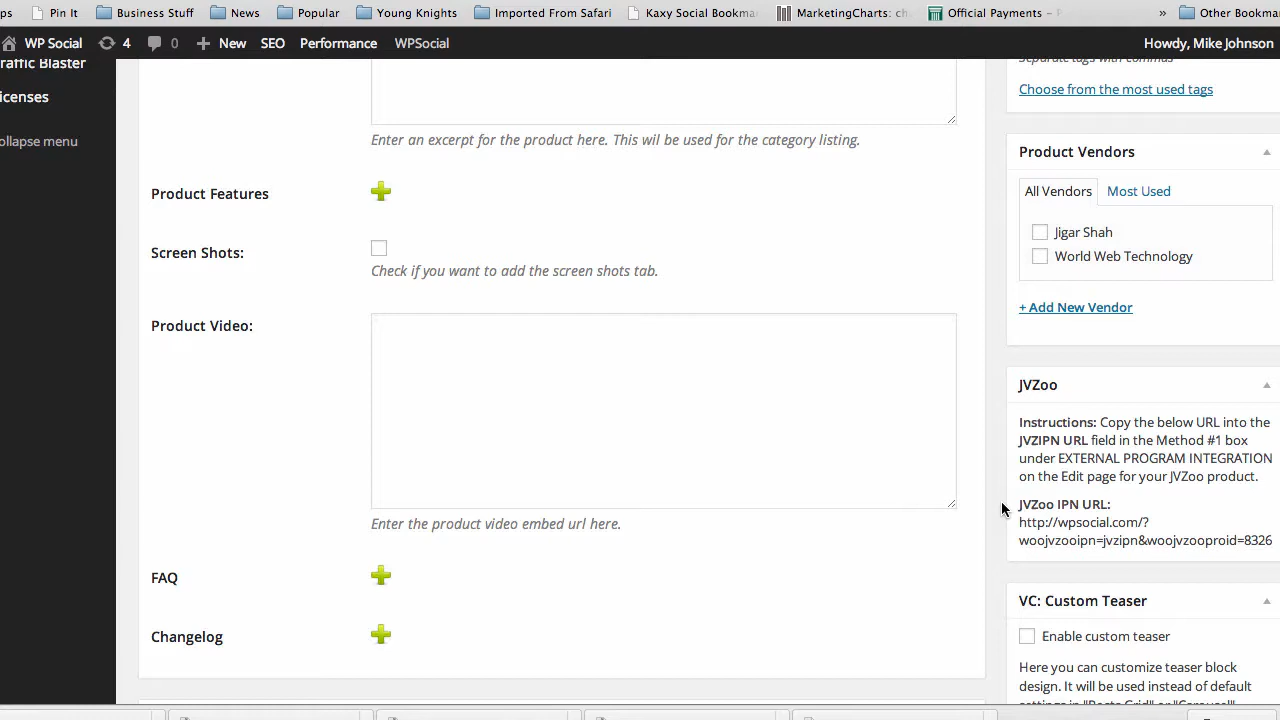 ps Pin It Business Stuff News Popular Young Knights Imported From Safari Kaxy Social Bookma MarketingCharts: ch Official Payments – » Other Bookma
WP Social 4 0 New SEO Performance WPSocial Howdy, Mike Johnson
raffic Blaster
icenses
ollapse menu
Enter an excerpt for the product here. This wil be used for the category listing.
Product Features
Screen Shots:
Check if you want to add the screen shots tab.
Product Video:
Enter the product video embed url here.
FAQ
Changelog
Separate tags with commas
Choose from the most used tags
Product Vendors
All Vendors Most Used
Jigar Shah
World Web Technology
+ Add New Vendor
JVZoo
Instructions: Copy the below URL into the
JVZIPN URL field in the Method #1 box
under EXTERNAL PROGRAM INTEGRATION
on the Edit page for your JVZoo product.
JVZoo IPN URL:
http://wpsocial.com/?
woojvzooipn=jvzipn&woojvzooproid=8326
VC: Custom Teaser
Enable custom teaser
Here you can customize teaser block
design. It will be used instead of default
settings in "Posts Grid" or "Carousel"